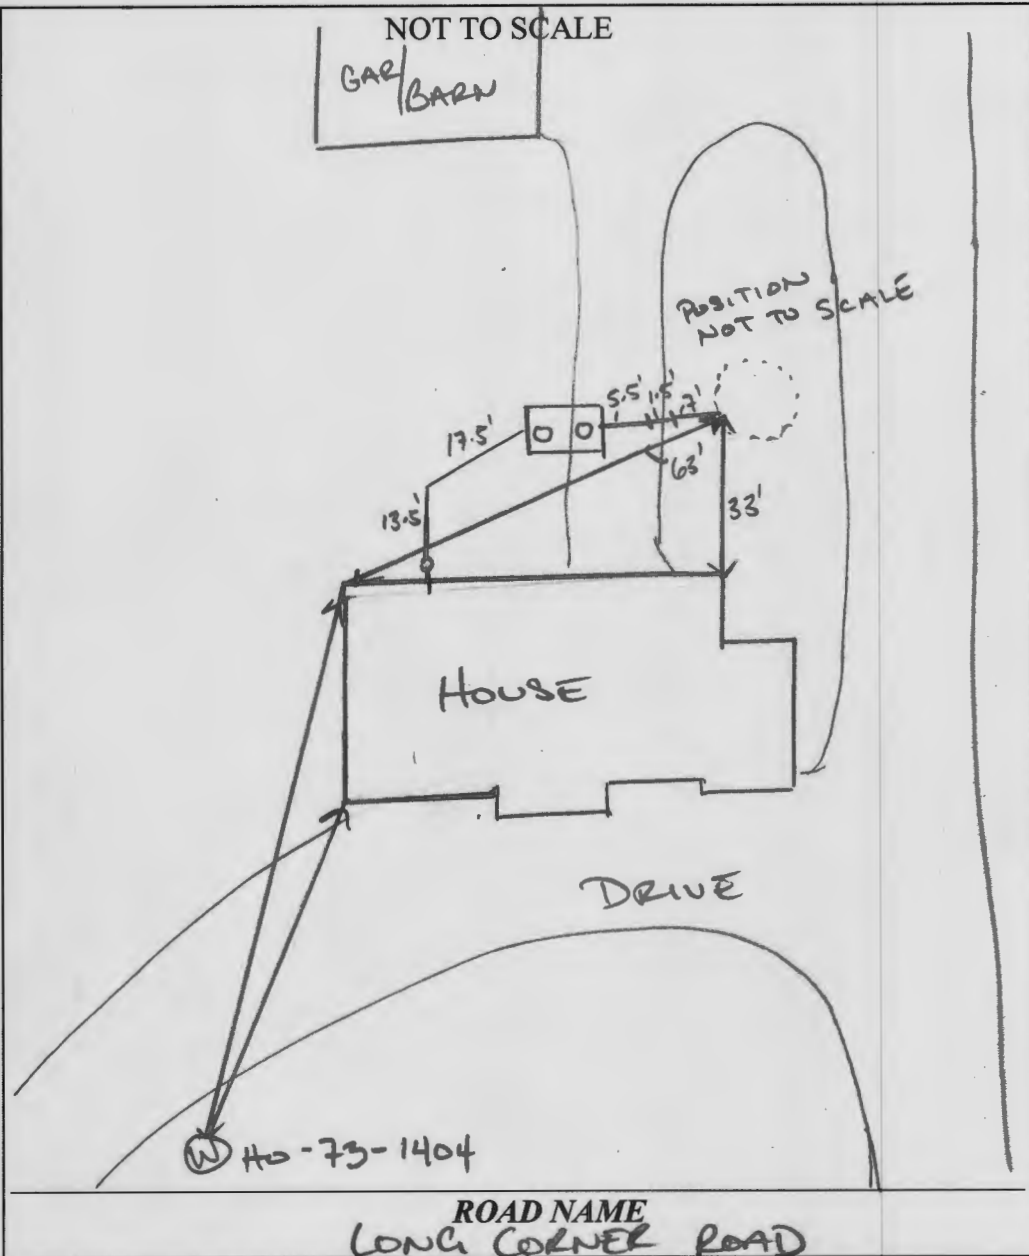 NOT TO SCALE
GAR/
BARN
POSITION
NOT TO SCALE
5.5' 1.5' 7'
17.5'
63'
33'
13.5'
HOUSE
DRIVE
W HO-73-1404
ROAD NAME
LONG CORNER ROAD